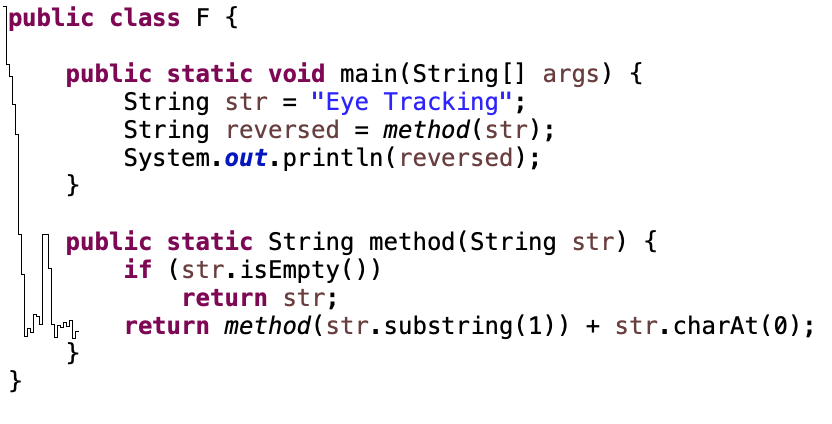 public class F {
public static void main(String[] args) {
String str = "Eye Tracking";
String reversed = method(str);
System.out.println(reversed);
}
public static String method(String str) {
if (str.isEmpty())
return str;
return method(str.substring(1)) + str.charAt(0);
}
}